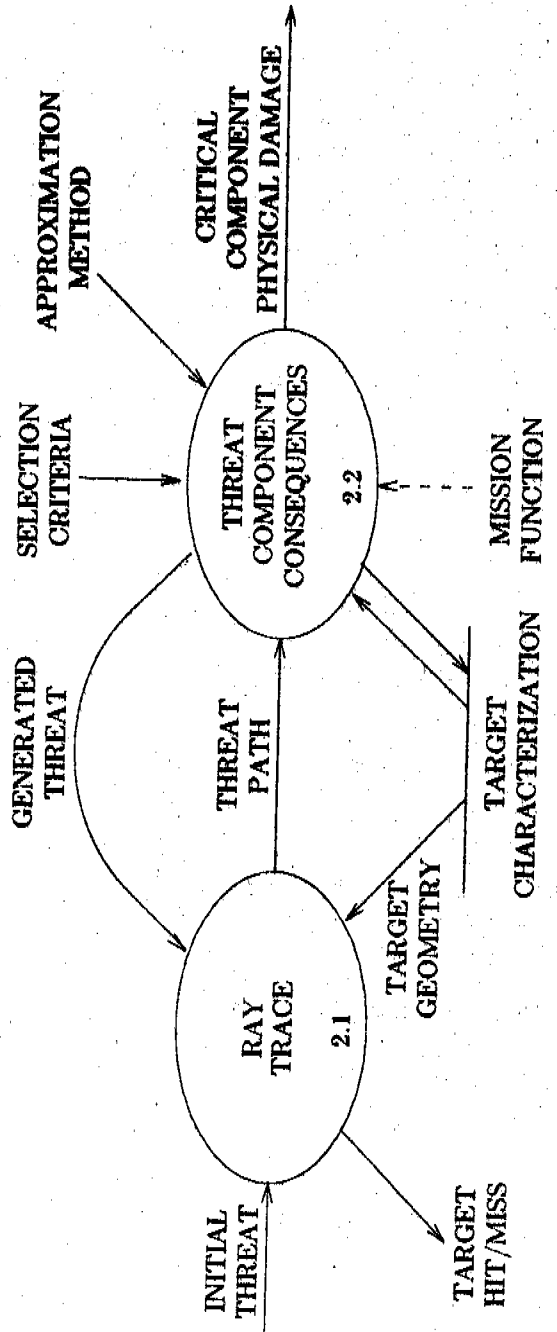 INITIAL
THREAT
TARGET
HIT/MISS
RAY
TRACE
2.1
GENERATED
THREAT
THREAT
PATH
TARGET
GEOMETRY
TARGET
CHARACTERIZATION
SELECTION
CRITERIA
APPROXIMATION
METHOD
THREAT
COMPONENT
CONSEQUENCES
2.2
MISSION
FUNCTION
CRITICAL
COMPONENT
PHYSICAL DAMAGE